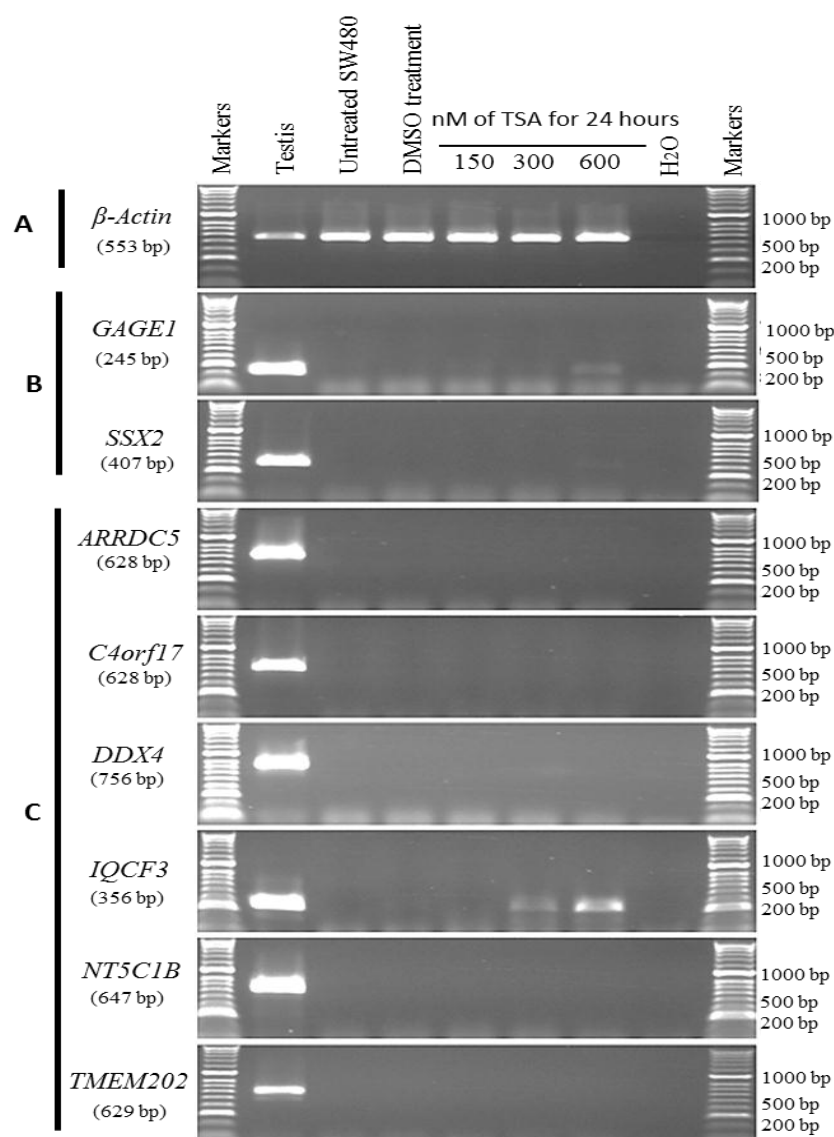 Markers
Testis
Untreated SW480
DMSO treatment
nM of TSA for 24 hours
150 300 600
H2O
Markers
A
β-Actin
(553 bp)
1000 bp
500 bp
200 bp
B
GAGE1
(245 bp)
1000 bp
500 bp
200 bp
SSX2
(407 bp)
1000 bp
500 bp
200 bp
C
ARRDC5
(628 bp)
1000 bp
500 bp
200 bp
C4orf17
(628 bp)
1000 bp
500 bp
200 bp
DDX4
(756 bp)
1000 bp
500 bp
200 bp
IQCF3
(356 bp)
1000 bp
500 bp
200 bp
NT5C1B
(647 bp)
1000 bp
500 bp
200 bp
TMEM202
(629 bp)
1000 bp
500 bp
200 bp